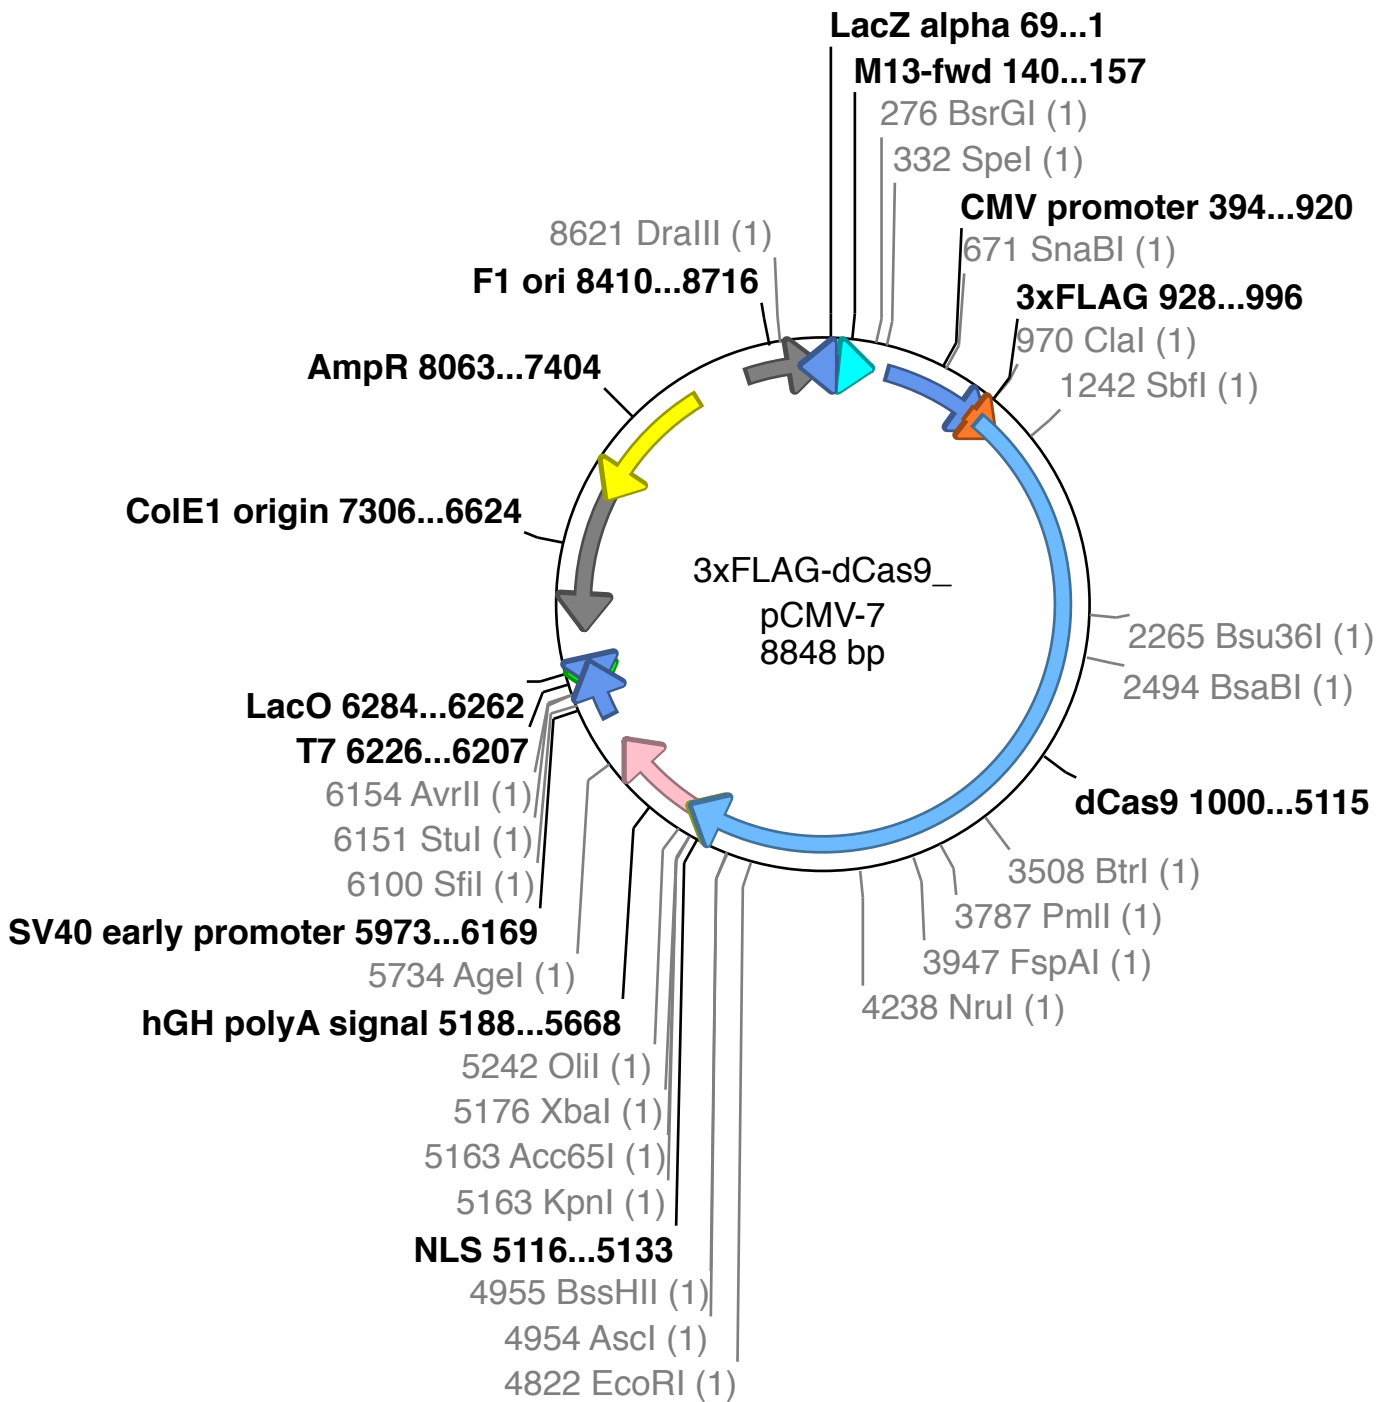 LacZ alpha 69...1
M13-fwd 140...157
276 BsrGI (1)
332 SpeI (1)
CMV promoter 394...920
8621 DraIII (1)
671 SnaBI (1)
F1 ori 8410...8716
3xFLAG 928...996
970 ClaI (1)
AmpR 8063...7404
1242 SbfI (1)
ColE1 origin 7306...6624
3xFLAG-dCas9_
pCMV-7
8848 bp
2265 Bsu36I (1)
2494 BsaBI (1)
LacO 6284...6262
T7 6226...6207
6154 AvrII (1)
dCas9 1000...5115
6151 StuI (1)
3508 BtrI (1)
6100 SfiI (1)
3787 PmlI (1)
SV40 early promoter 5973...6169
3947 FspAI (1)
5734 AgeI (1)
4238 NruI (1)
hGH polyA signal 5188...5668
5242 OliI (1)
5176 XbaI (1)
5163 Acc65I (1)
5163 KpnI (1)
NLS 5116...5133
4955 BssHII (1)
4954 AscI (1)
4822 EcoRI (1)